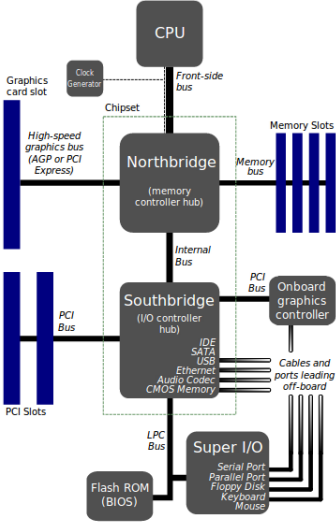 CPU
Clock
Generator
Front-side
bus
Graphics
card slot
Chipset
High-speed
graphics bus
(AGP or PCI
Express)
Northbridge
(memory
controller hub)
Memory
bus
Memory Slots
Internal
Bus
PCI
Bus
Southbridge
(I/O controller
hub)
PCI
Bus
Onboard
graphics
controller
IDE
SATA
USB
Ethernet
Audio Codec
CMOS Memory
Cables and
ports leading
off-board
PCI Slots
LPC
Bus
Super I/O
Serial Port
Parallel Port
Floppy Disk
Keyboard
Mouse
Flash ROM
(BIOS)